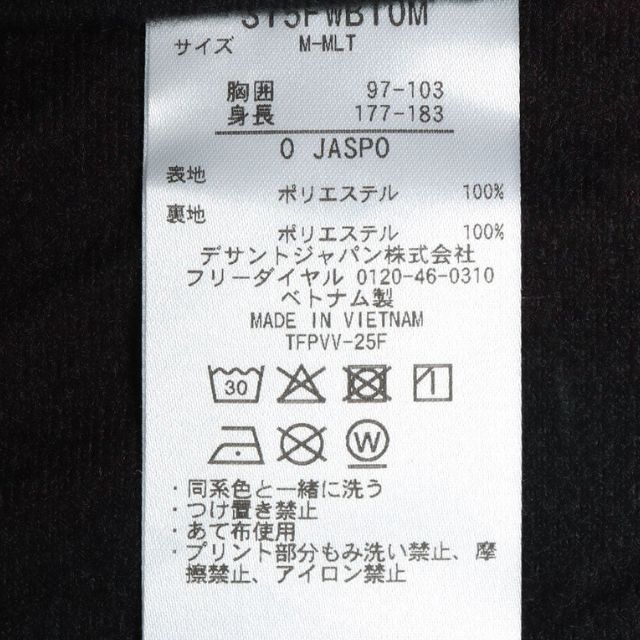 サイズ M-MLT
胸囲 97-103
身長 177-183
O JASPO
表地
ポリエステル 100%
裏地
ポリエステル 100%
デサントジャパン株式会社
フリーダイヤル 0120-46-0310
ベトナム製
MADE IN VIETNAM
TFPVV-25F
30
W
・同系色と一緒に洗う
・つけ置き禁止
・あて布使用
・プリント部分もみ洗い禁止、摩
擦禁止、アイロン禁止